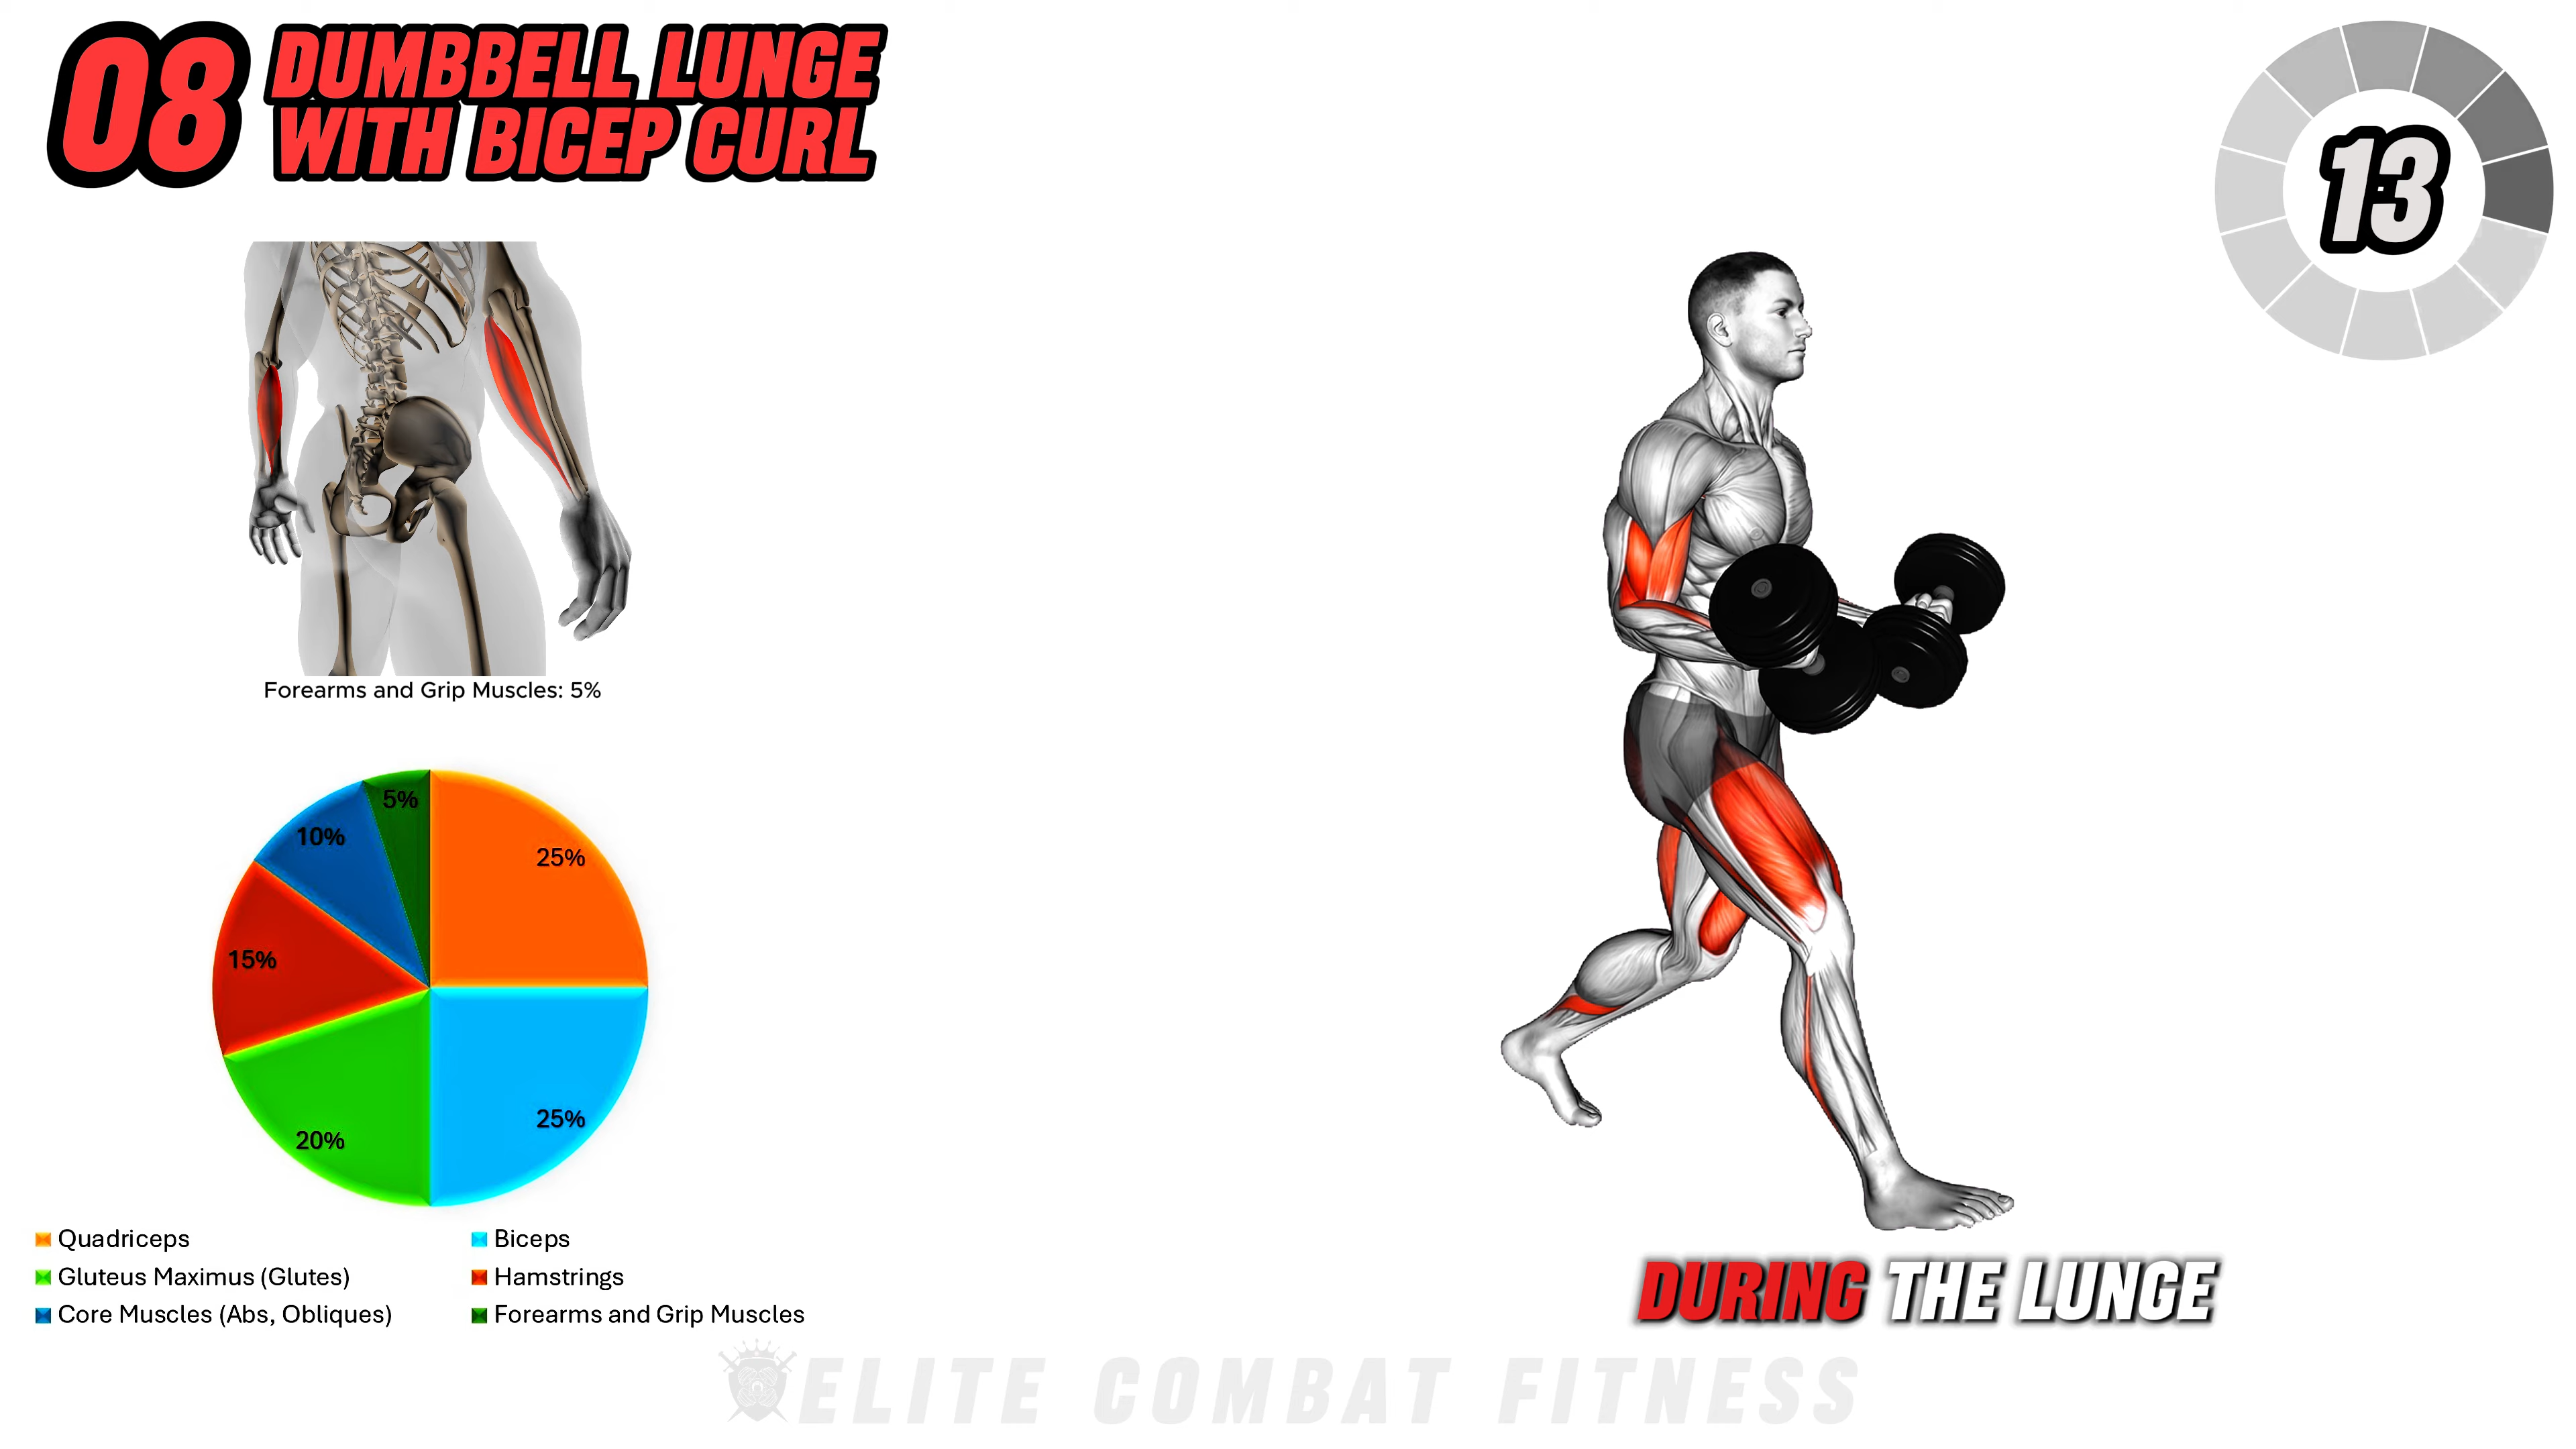 08
DUMBBELL LUNGE
WITH BICEP CURL
13
Forearms and Grip Muscles: 5%
5%
10%
25%
15%
20%
25%
Quadriceps
Biceps
Gluteus Maximus (Glutes)
Hamstrings
Core Muscles (Abs, Obliques)
Forearms and Grip Muscles
DURING THE LUNGE
ELITE COMBAT FITNESS